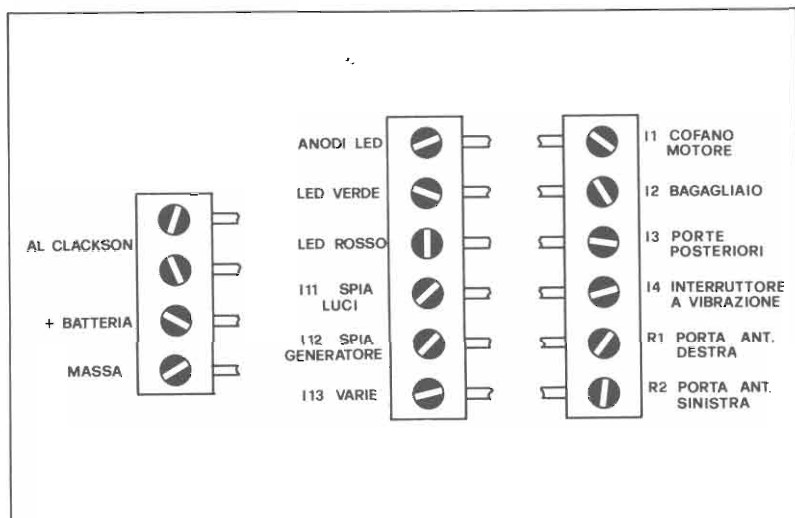 AL CLACKSON
+ BATTERIA
MASSA
ANODI LED
LED VERDE
LED ROSSO
I11 SPIA
LUCI
I12 SPIA
GENERATORE
I13 VARIE
I1 COFANO
MOTORE
I2 BAGAGLIAIO
I3 PORTE
POSTERIORI
I4 INTERRUTTORE
A VIBRAZIONE
R1 PORTA ANT.
DESTRA
R2 PORTA ANT.
SINISTRA